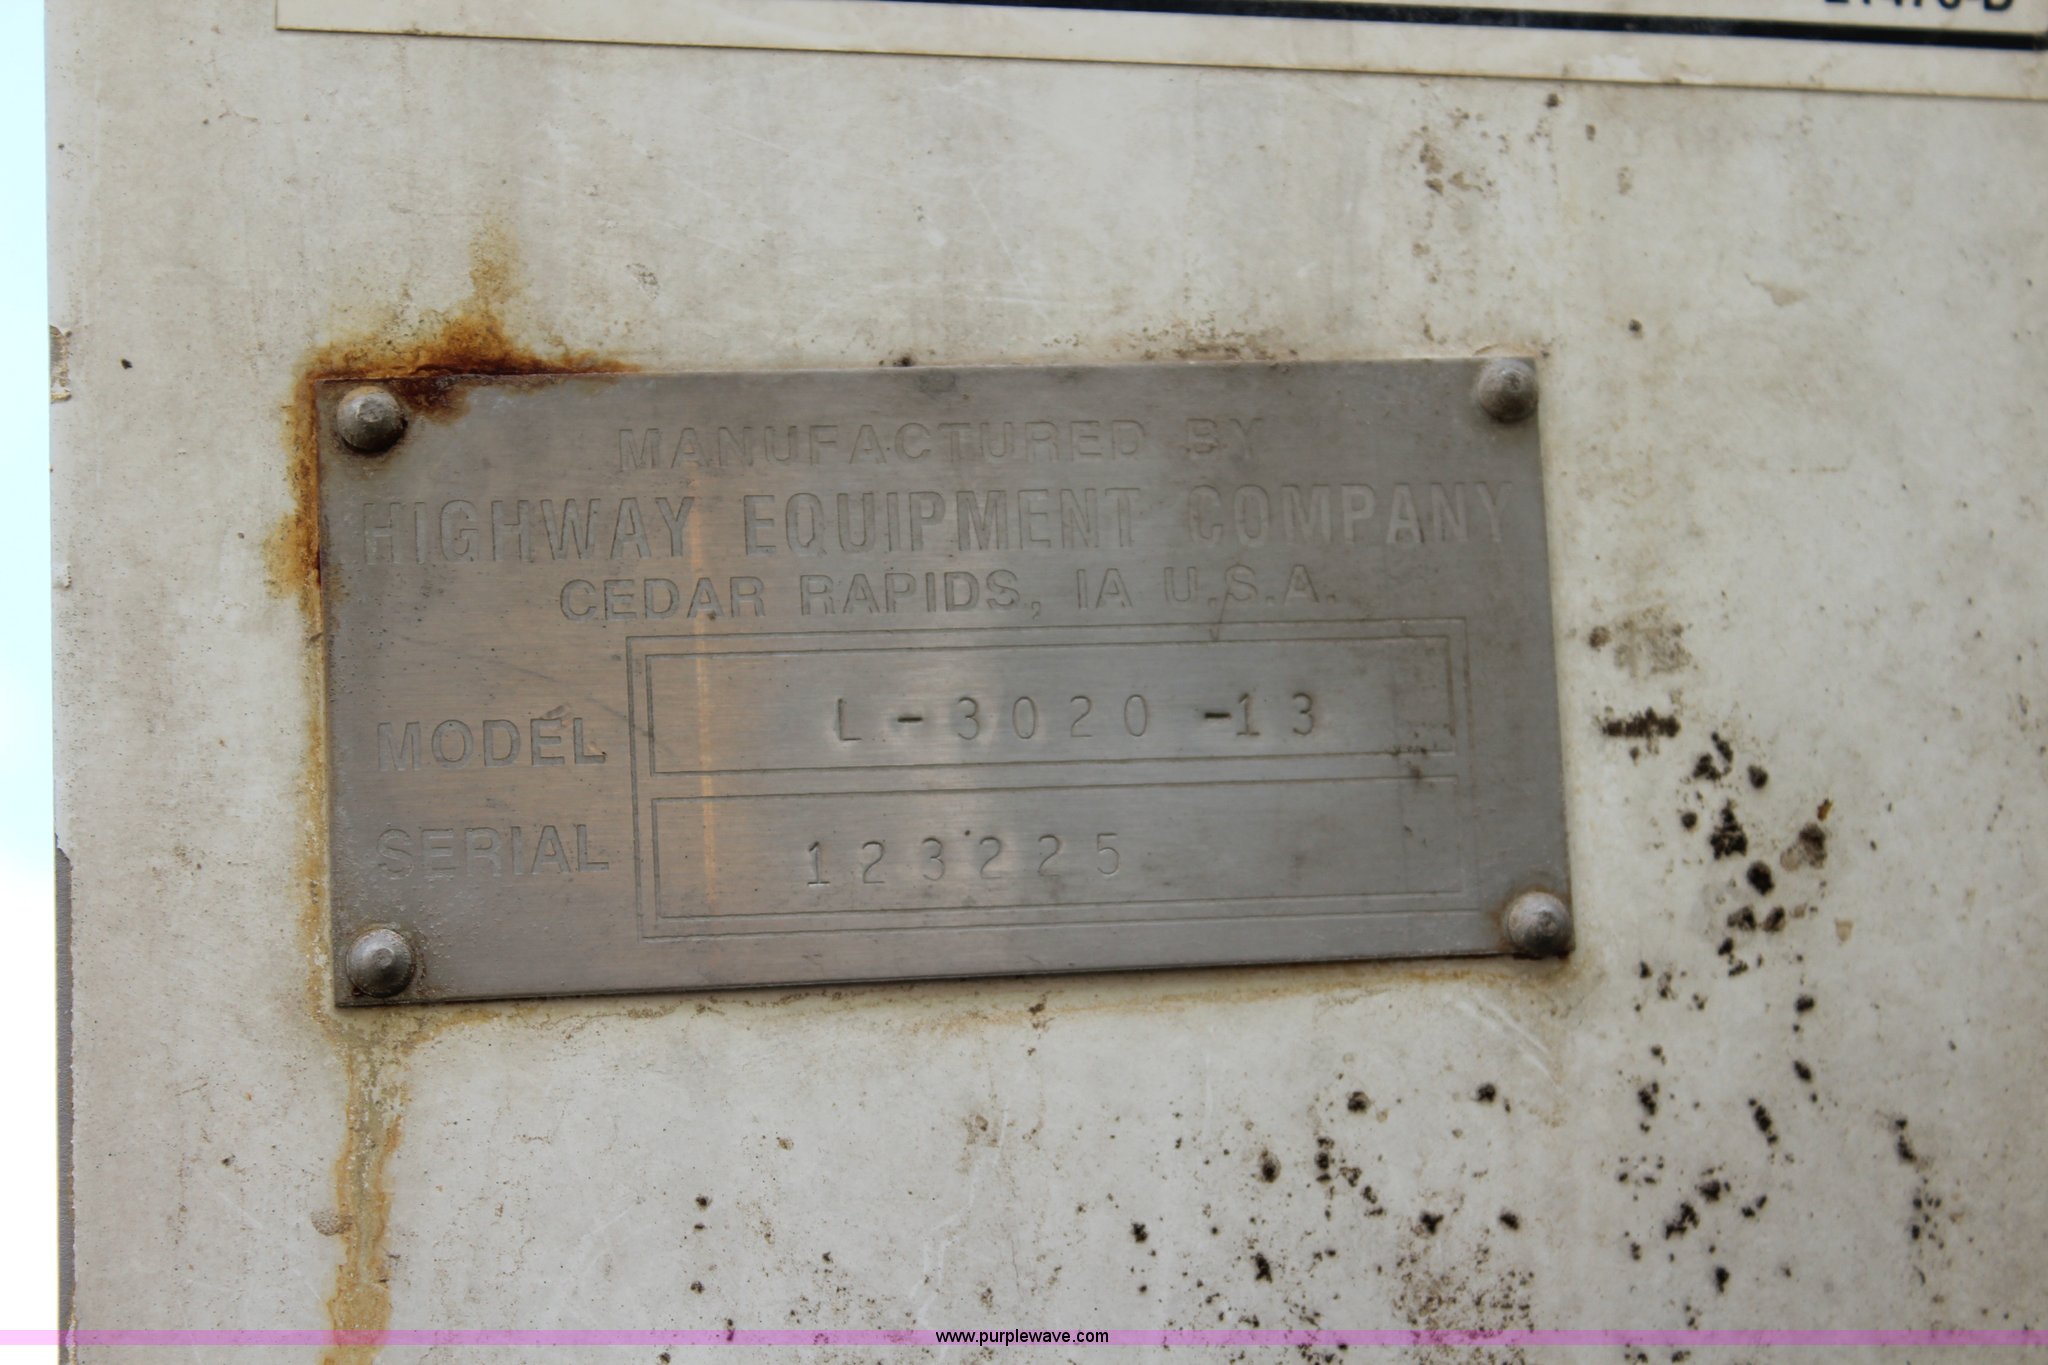 MANUFACTURED BY
HIGHWAY EQUIPMENT COMPANY
CEDAR RAPIDS, IA U.S.A.
MODEL L-3020-13
SERIAL 123225
www.purplewave.com